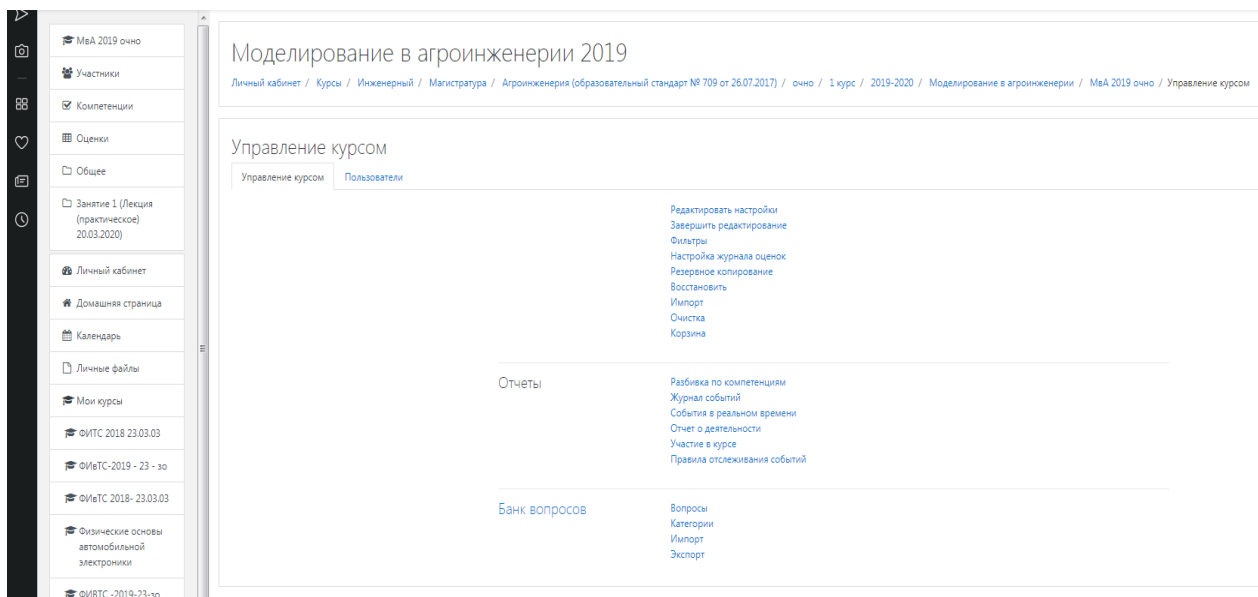 МвА 2019 очно
Участники
Компетенции
Оценки
Общее
Занятие 1 (Лекция
(практическое)
20.03.2020)
Личный кабинет
Домашняя страница
Календарь
Личные файлы
Мои курсы
ФИТС 2018 23.03.03
ФИвТС-2019 - 23 - зо
ФИвТС 2018- 23.03.03
Физические основы
автомобильной
электроники
ФИВТС -2019-23-зо
Моделирование в агроинженерии 2019
Личный кабинет / Курсы / Инженерный / Магистратура / Агроинженерия (образовательный стандарт № 709 от 26.07.2017) / очно / 1 курс / 2019-2020 / Моделирование в агроинженерии / МвА 2019 очно / Управление курсом
Управление курсом
Управление курсом Пользователи
Редактировать настройки
Завершить редактирование
Фильтры
Настройка журнала оценок
Резервное копирование
Восстановить
Импорт
Очистка
Корзина
Отчеты
Разбивка по компетенциям
Журнал событий
События в реальном времени
Отчет о деятельности
Участие в курсе
Правила отслеживания событий
Банк вопросов
Вопросы
Категории
Импорт
Экспорт